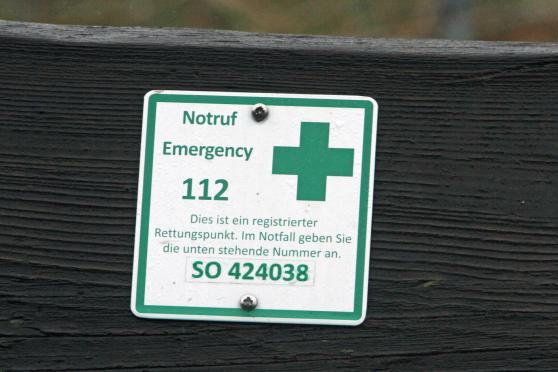 Notruf
Emergency
112
Dies ist ein registrierter
Rettungspunkt. Im Notfall geben Sie
die unten stehende Nummer an.
SO 424038